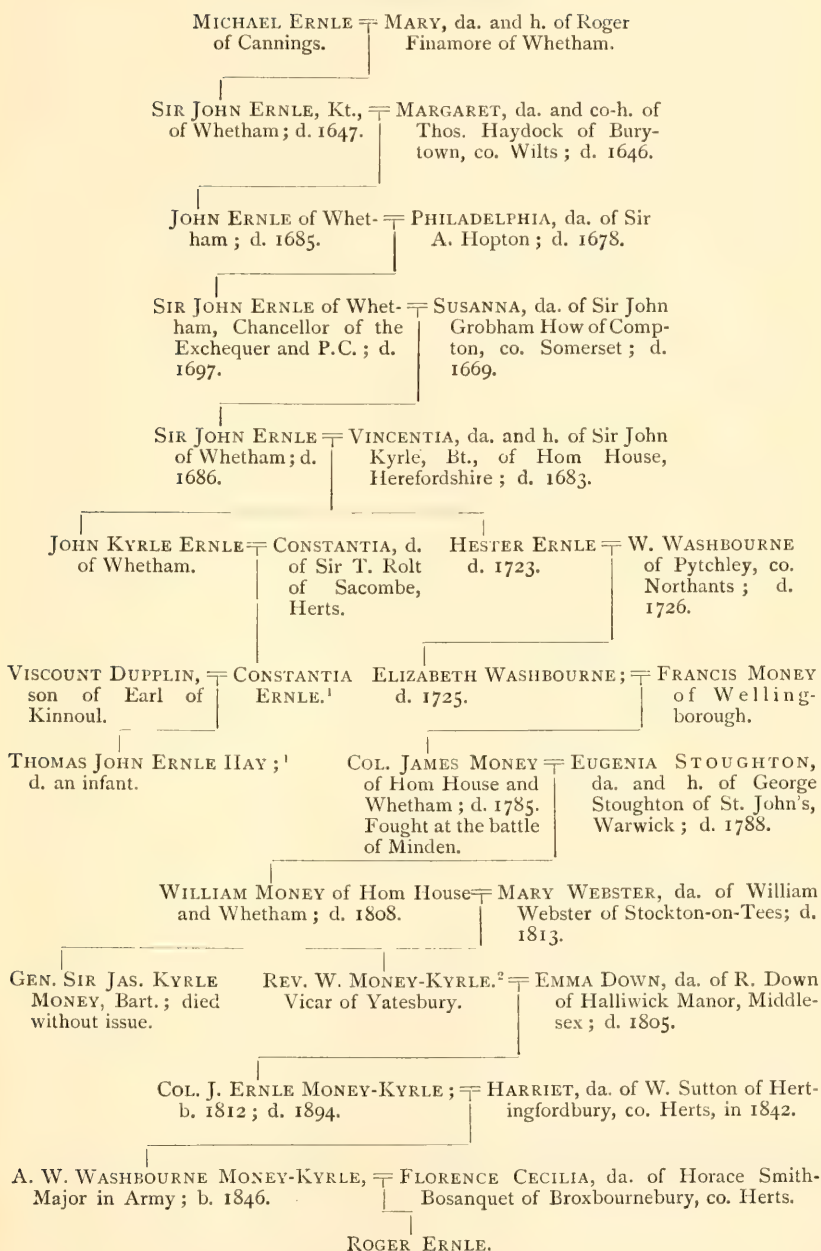 MICHAEL ERNLE = MARY, da. and h. of Roger
of Cannings. Finamore of Whetham.
SIR JOHN ERNLE, Kt., = MARGARET, da. and co-h. of
of Whetham; d. 1647. Thos. Haydock of Bury-
town, co. Wilts; d. 1646.
JOHN ERNLE of Whet- = PHILADELPHIA, da. of Sir
ham; d. 1685. A. Hopton; d. 1678.
SIR JOHN ERNLE of Whet- = SUSANNA, da. of Sir John
ham, Chancellor of the Grobham How of Comp-
Exchequer and P.C.; d. ton, co. Somerset; d.
1697. 1669.
SIR JOHN ERNLE = VINCENTIA, da. and h. of Sir John
of Whetham; d. Kyrle, Bt., of Hom House,
1686. Herefordshire; d. 1683.
JOHN KYRLE ERNLE = CONSTANTIA, d. HESTER ERNLE = W. WASHBOURNE
of Whetham. of Sir T. Rolt d. 1723. of Pytchley, co.
of Sacombe, Northants; d.
Herts. 1726.
VISCOUNT DUPPLIN, = CONSTANTIA ELIZABETH WASHBOURNE; = FRANCIS MONEY
son of Earl of ERNLE.¹ d. 1725. of Welling-
Kinnoul. borough.
THOMAS JOHN ERNLE HAY;¹ COL. JAMES MONEY = EUGENIA STOUGHTON,
d. an infant. of Hom House and da. and h. of George
Whetham; d. 1785. Stoughton of St. John's,
Fought at the battle Warwick; d. 1788.
of Minden.
WILLIAM MONEY of Hom House = MARY WEBSTER, da. of William
and Whetham; d. 1808. Webster of Stockton-on-Tees; d.
1813.
GEN. SIR JAS. KYRLE REV. W. MONEY-KYRLE.² = EMMA DOWN, da. of R. Down
MONEY, Bart.; died Vicar of Yatesbury. of Halliwick Manor, Middle-
without issue. sex; d. 1805.
COL. J. ERNLE MONEY-KYRLE; = HARRIET, da. of W. Sutton of Hert-
b. 1812; d. 1894. ingfordbury, co. Herts, in 1842.
A. W. WASHBOURNE MONEY-KYRLE, = FLORENCE CECILIA, da. of Horace Smith-
Major in Army; b. 1846. Bosanquet of Broxbournebury, co. Herts.
ROGER ERNLE.